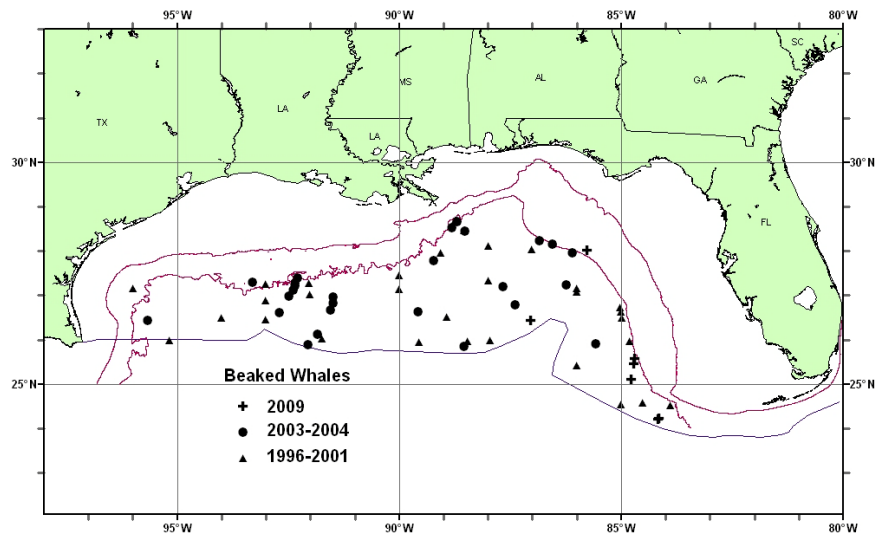 95°W 90°W 85°W 80°W
SC
MS AL GA
LA
TX
LA
30°N 30°N
FL
25°N 25°N
Beaked Whales
2009
2003-2004
1996-2001
95°W 90°W 85°W 80°W